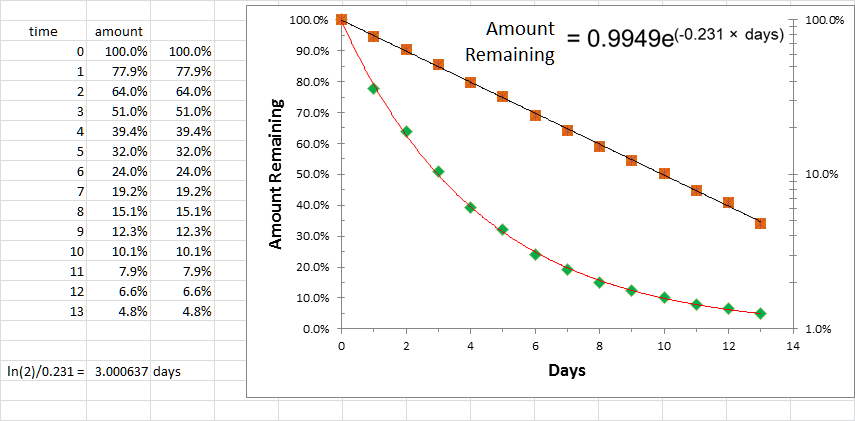 time amount
0 100.0% 100.0%
1 77.9% 77.9%
2 64.0% 64.0%
3 51.0% 51.0%
4 39.4% 39.4%
5 32.0% 32.0%
6 24.0% 24.0%
7 19.2% 19.2%
8 15.1% 15.1%
9 12.3% 12.3%
10 10.1% 10.1%
11 7.9% 7.9%
12 6.6% 6.6%
13 4.8% 4.8%
ln(2)/0.231 = 3.000637 days
Amount
Remaining
= 0.9949e(-0.231 × days)
Amount Remaining
100.0%
90.0%
80.0%
70.0%
60.0%
50.0%
40.0%
30.0%
20.0%
10.0%
0.0%
100.0%
10.0%
1.0%
0 2 4 6 8 10 12 14
Days